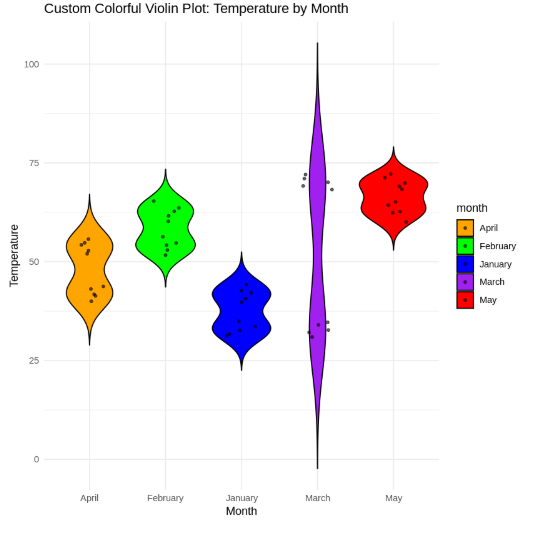 Custom Colorful Violin Plot: Temperature by Month
100
75
50
25
0
Temperature
April
February
January
March
May
Month
month
April
February
January
March
May